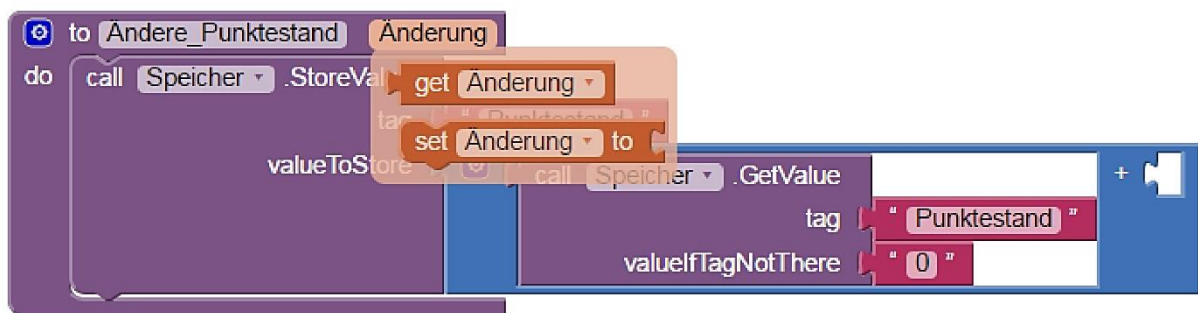 to Ändere_Punktestand Änderung
do call Speicher .StoreVal
get Änderung
tag " Punktestand "
set Änderung to
valueToStore
call Speicher .GetValue +
tag " Punktestand "
valueIfTagNotThere " 0 "